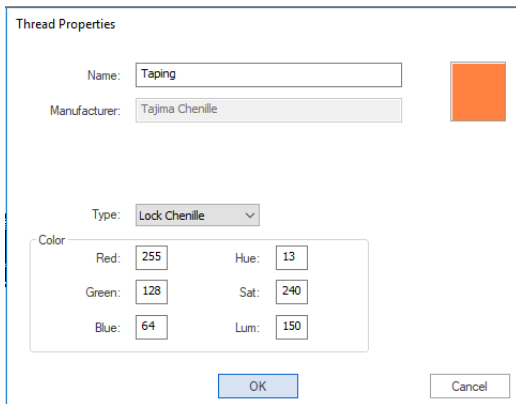 Thread Properties
Name: Taping
Manufacturer: Tajima Chenille
Type: Lock Chenille
Color
Red: 255 Hue: 13
Green: 128 Sat: 240
Blue: 64 Lum: 150
OK Cancel